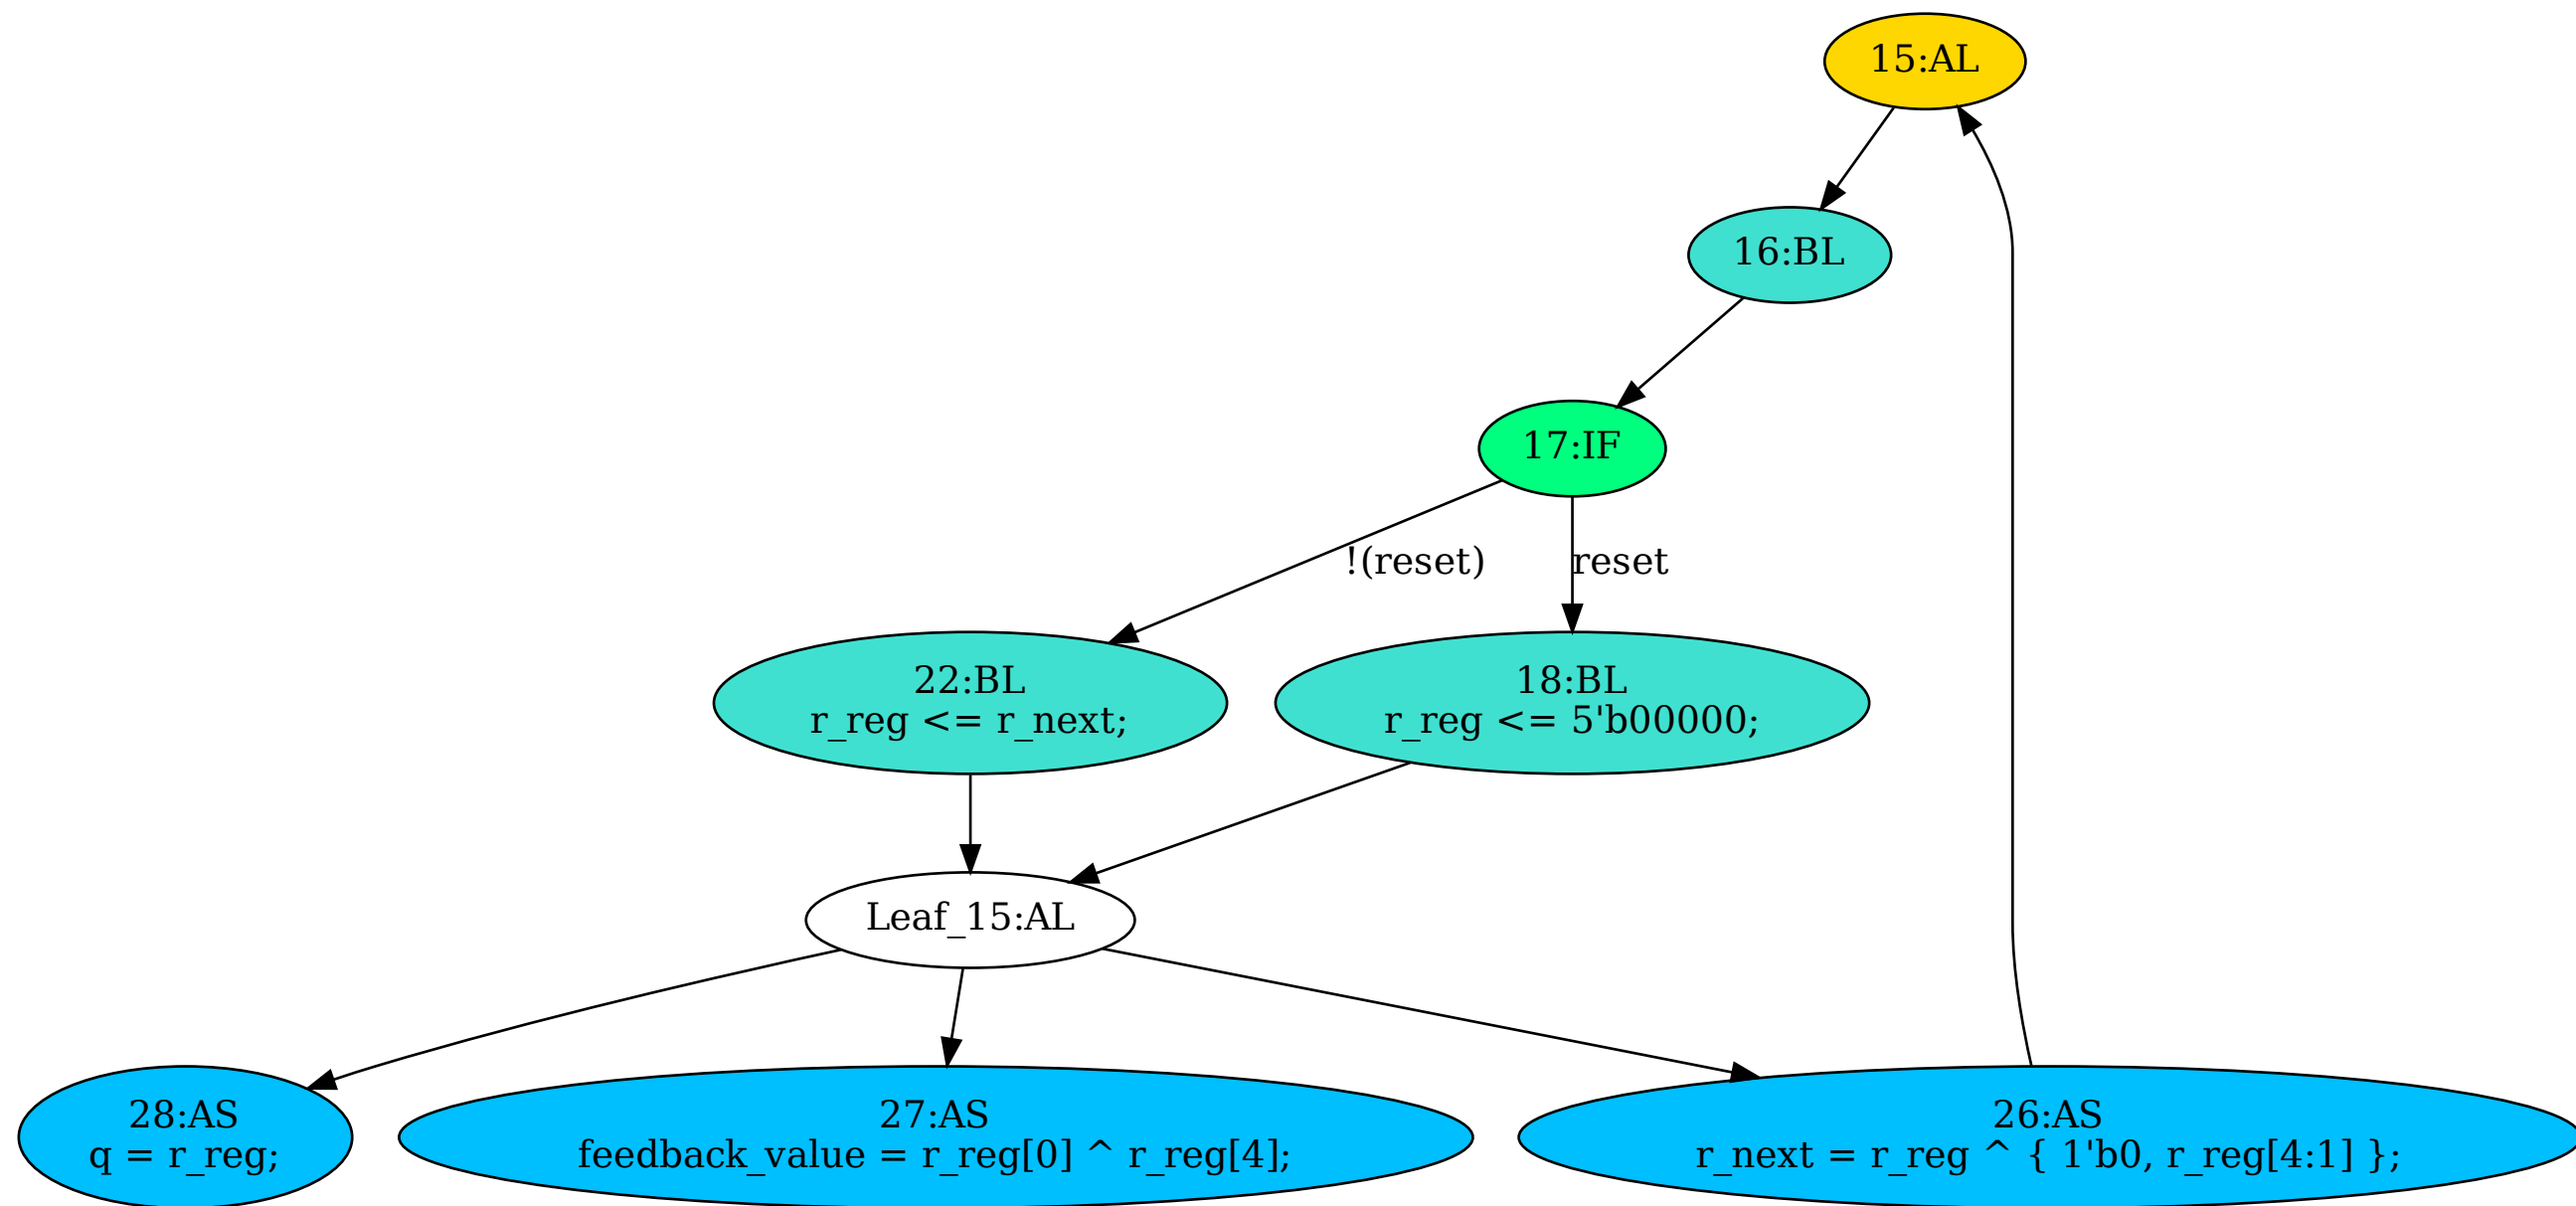 15:AL
16:BL
17:IF
!(reset)
reset
22:BL
r_reg <= r_next;
18:BL
r_reg <= 5'b00000;
Leaf_15:AL
28:AS
q = r_reg;
27:AS
feedback_value = r_reg[0] ^ r_reg[4];
26:AS
r_next = r_reg ^ { 1'b0, r_reg[4:1] };